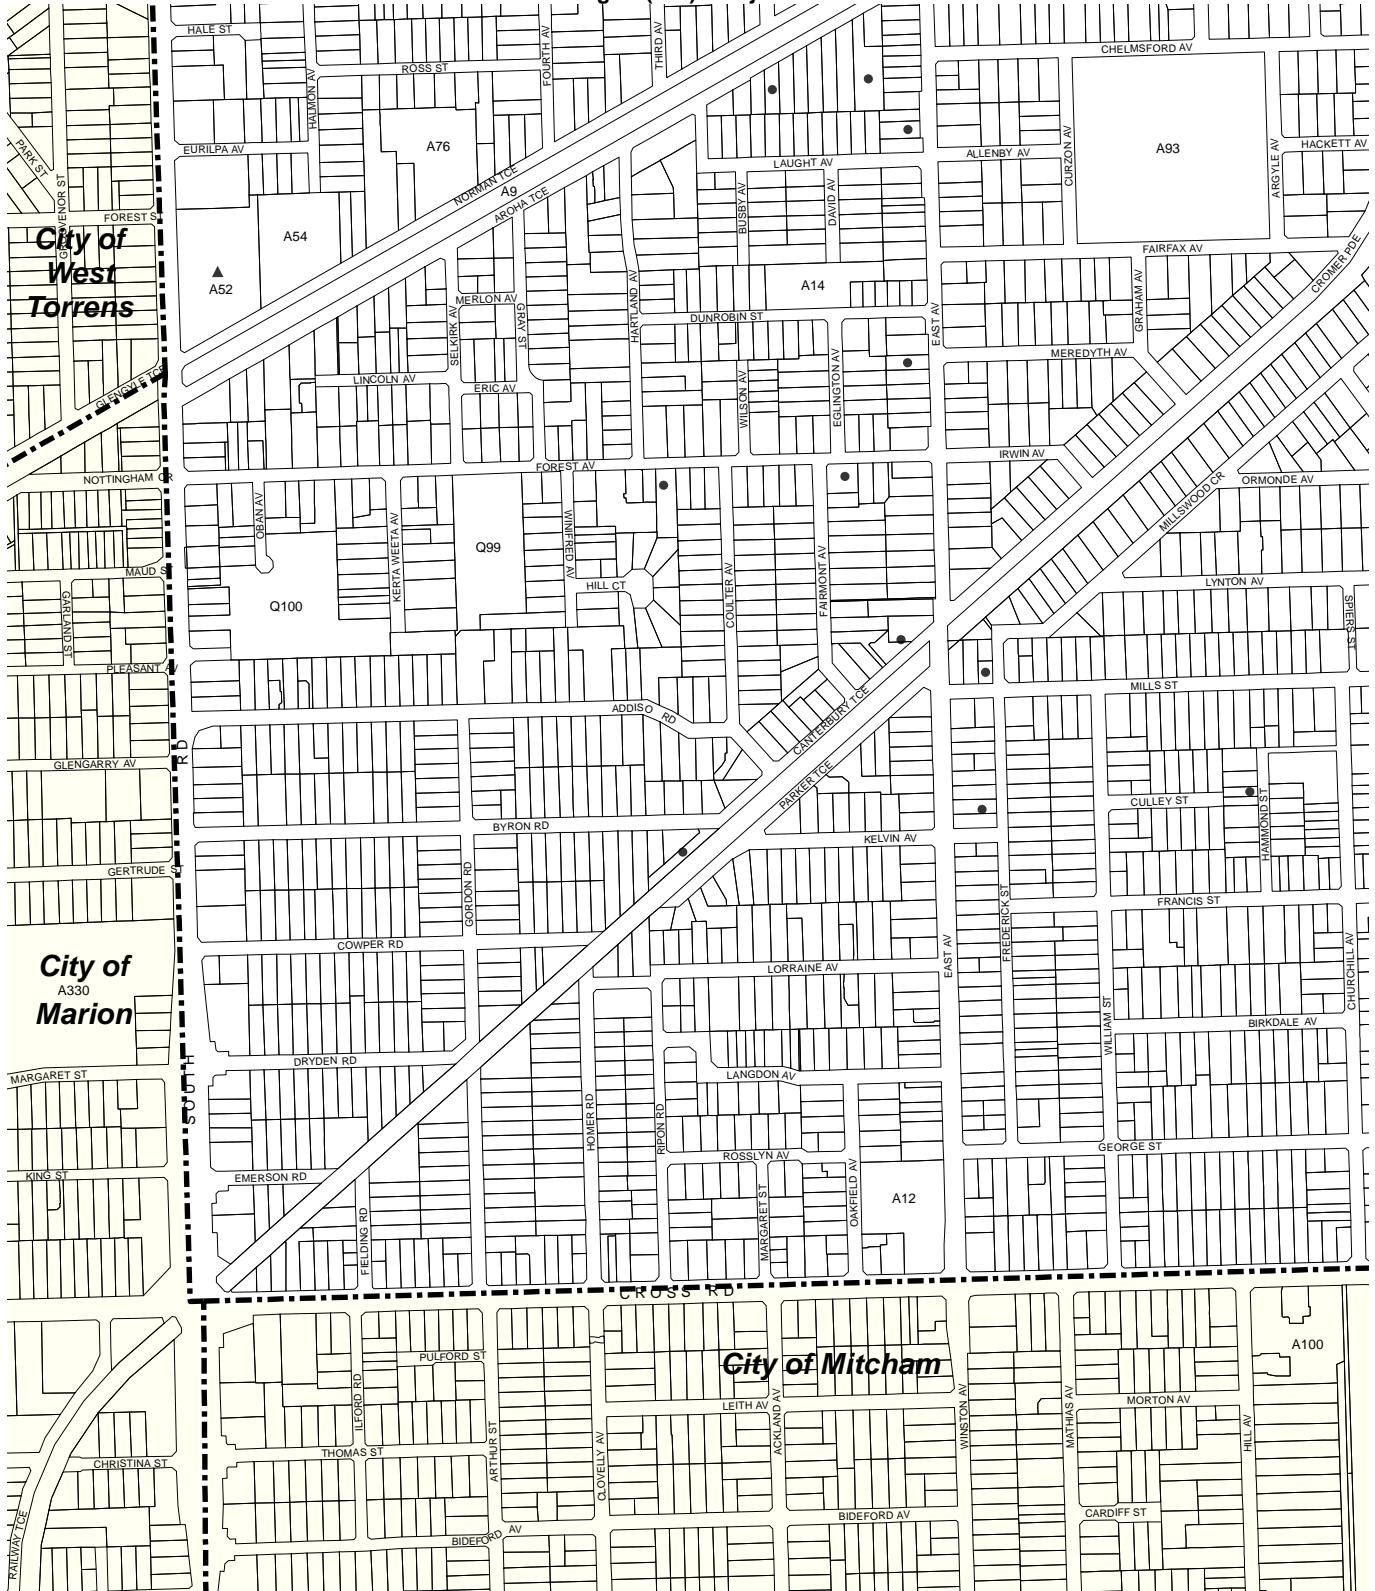 HALE ST
ROSS ST
HALMON AV
FOURTH AV
THIRD AV
CHELMSFORD AV
EURILPA AV
A76
LAUGHT AV
ALLENBY AV
CURZON AV
A93
ARGYLE AV
HACKETT AV
PARK ST
GROSVENOR ST
NORMAN TCE
A9
AROHA TCE
BUSBY AV
DAVID AV
FOREST ST
City of
West
Torrens
A54
A52
FAIRFAX AV
CROMER PDE
A14
GRAHAM AV
MERLON AV
GRAY ST
SELKIRK AV
HARTLAND AV
DUNROBIN ST
EAST AV
MEREDYTH AV
GLENGYLE TCE
LINCOLN AV
ERIC AV
WILSON AV
EGLINGTON AV
FOREST AV
IRWIN AV
NOTTINGHAM CR
OBAN AV
KERTA WEETA AV
Q99
WINIFRED AV
MILLSWOOD CR
ORMONDE AV
MAUD ST
GARLAND ST
Q100
HILL CT
COULTER AV
FAIRMONT AV
LYNTON AV
SPIERS ST
PLEASANT AV
MILLS ST
ADDISO RD
CANTERBURY TCE
RD
GLENGARRY AV
PARKER TCE
CULLEY ST
HAMMOND ST
BYRON RD
KELVIN AV
GERTRUDE ST
GORDON RD
FREDERICK ST
FRANCIS ST
COWPER RD
LORRAINE AV
EAST AV
CHURCHILL AV
City of
A330
Marion
WILLIAM ST
BIRKDALE AV
DRYDEN RD
MARGARET ST
SOUTH
LANGDON AV
HOMER RD
RIPON RD
GEORGE ST
ROSSLYN AV
KING ST
EMERSON RD
FIELDING RD
MARGARET ST
OAKFIELD AV
A12
CROSS RD
City of Mitcham
A100
PULFORD ST
ILFORD RD
LEITH AV
ACKLAND AV
WINSTON AV
MATHIAS AV
MORTON AV
HILL AV
THOMAS ST
ARTHUR ST
CLOVELLY AV
CHRISTINA ST
RAILWAY TCE
BIDEFORD AV
BIDEFORD AV
CARDIFF ST